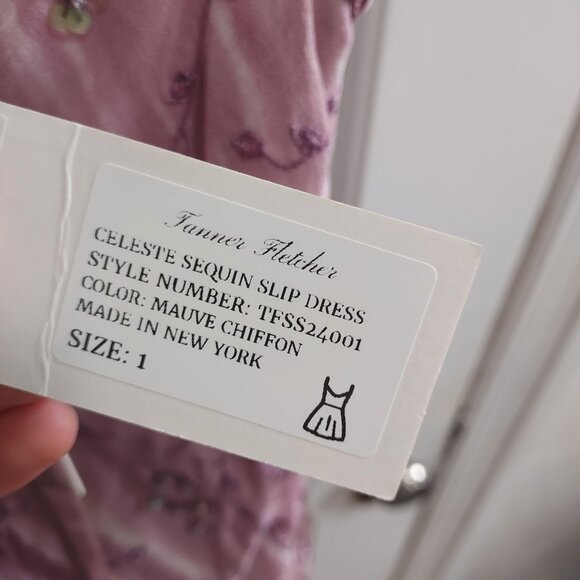 Tanner Fletcher
CELESTE SEQUIN SLIP DRESS
STYLE NUMBER: TFSS24001
COLOR: MAUVE CHIFFON
MADE IN NEW YORK
SIZE: 1